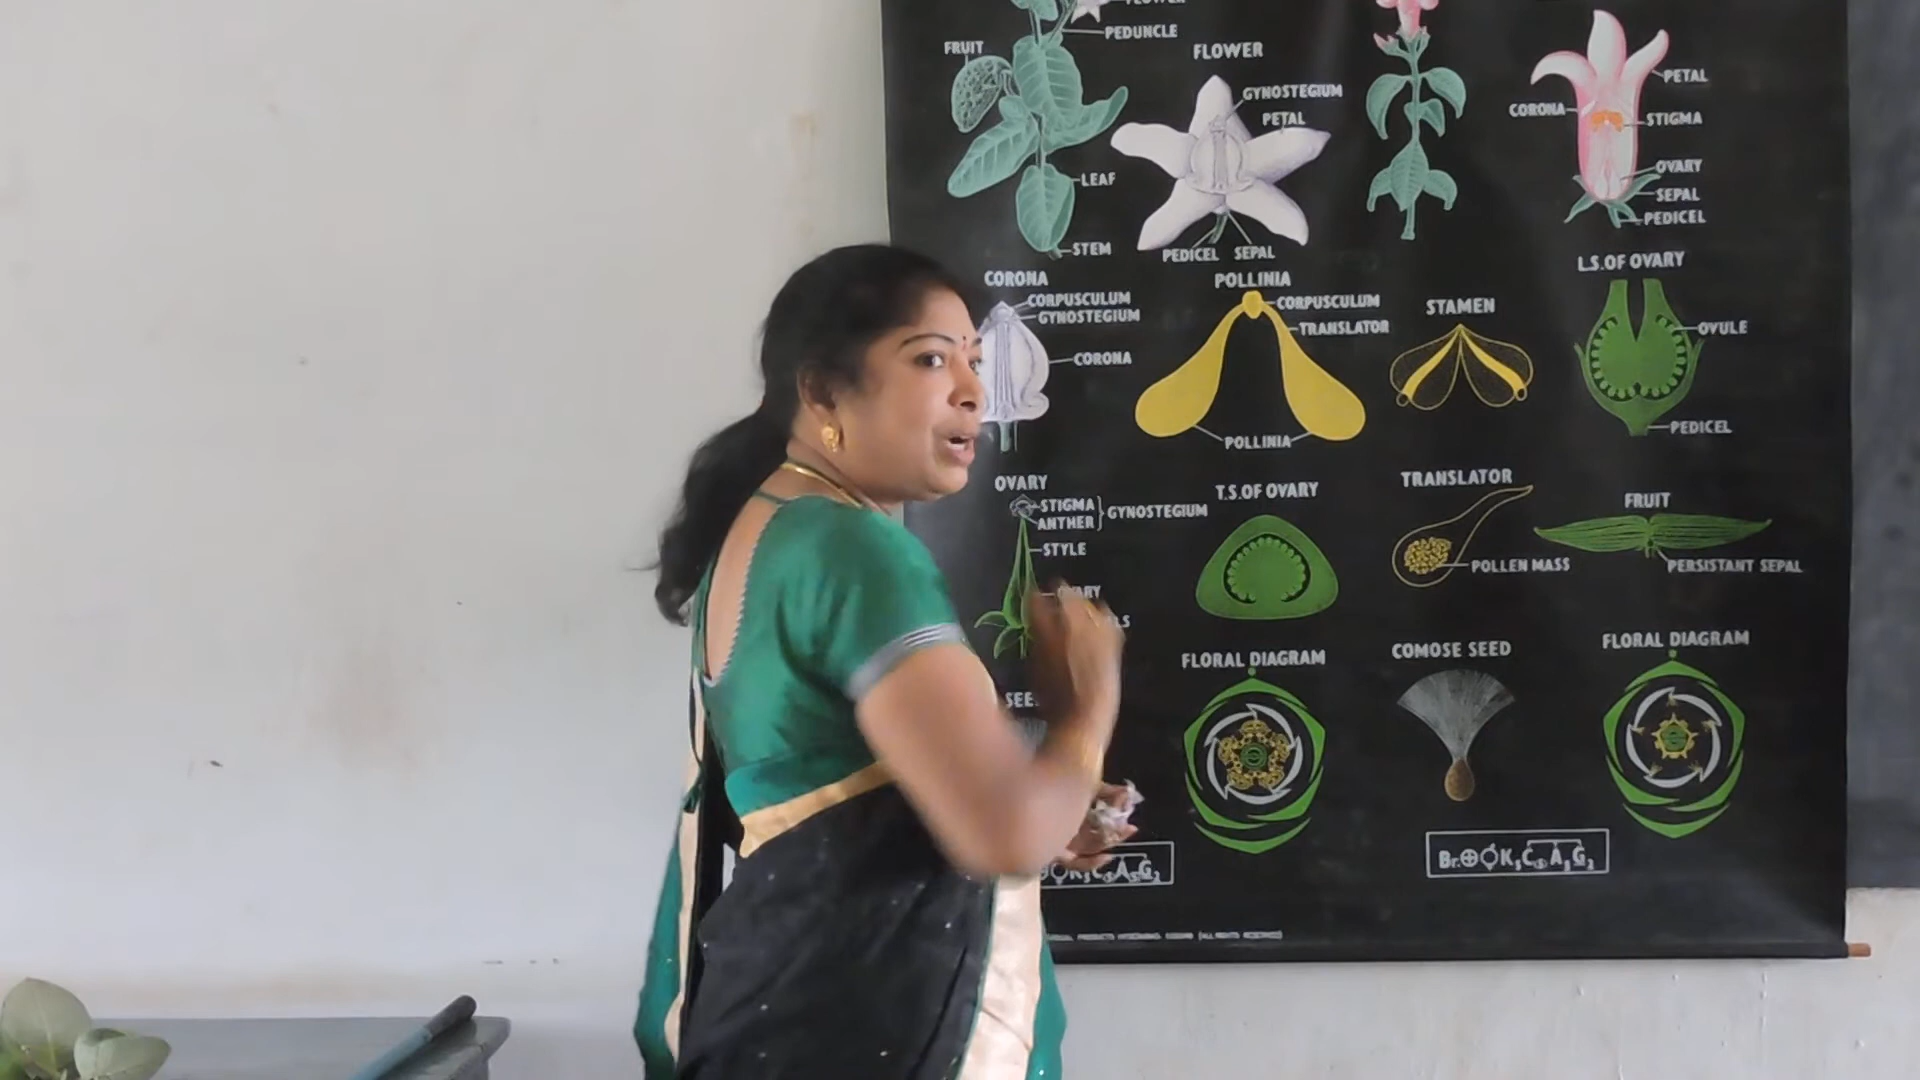 PEDUNCLE
FRUIT
FLOWER
GYNOSTEGIUM
PETAL
LEAF
STEM
PEDICEL SEPAL
PETAL
CORONA
STIGMA
OVARY
SEPAL
PEDICEL
CORONA
CORPUSCULUM
GYNOSTEGIUM
CORONA
POLLINIA
CORPUSCULUM
TRANSLATOR
POLLINIA
STAMEN
L.S.OF OVARY
OVULE
PEDICEL
OVARY
STIGMA
ANTHER
GYNOSTEGIUM
STYLE
T.S.OF OVARY
TRANSLATOR
POLLEN MASS
FRUIT
PERSISTANT SEPAL
FLORAL DIAGRAM
COMOSE SEED
FLORAL DIAGRAM